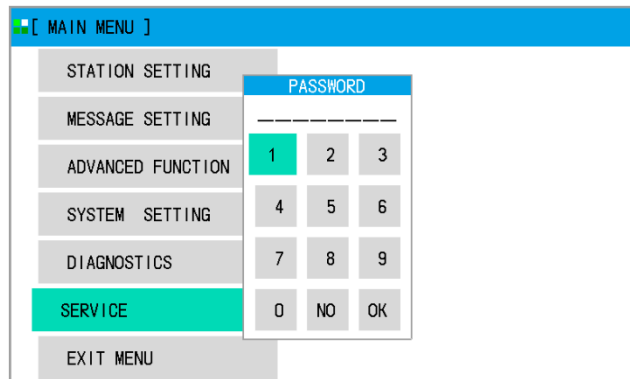 [ MAIN MENU ]
STATION SETTING
MESSAGE SETTING
ADVANCED FUNCTION
SYSTEM SETTING
DIAGNOSTICS
SERVICE
EXIT MENU
PASSWORD
_________
1 2 3
4 5 6
7 8 9
0 NO OK